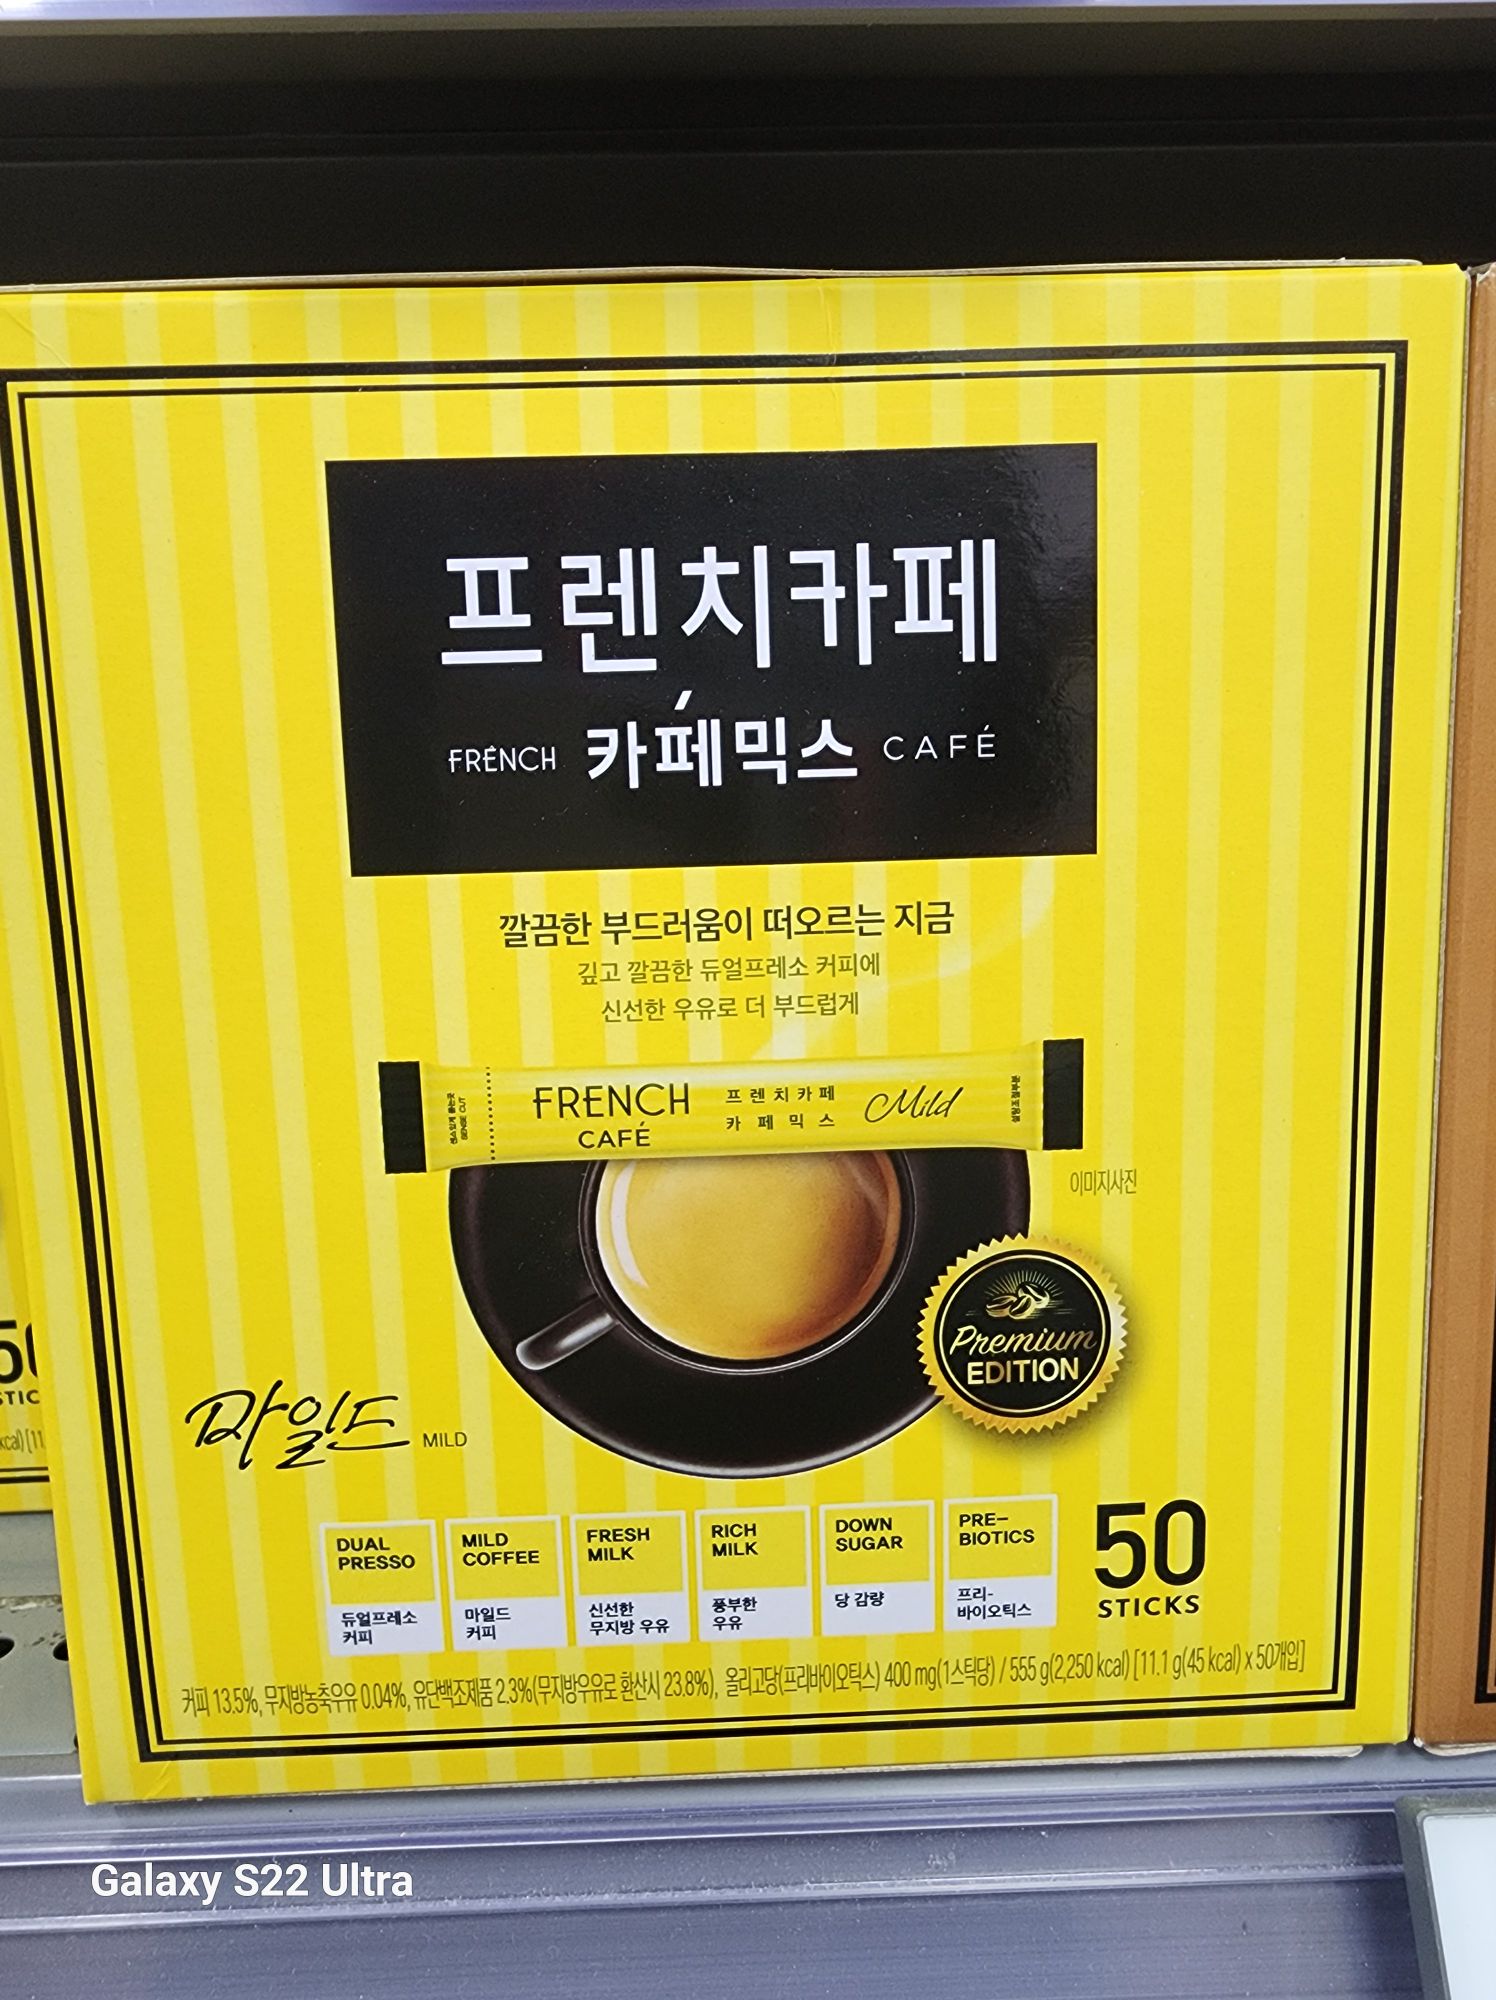 프렌치카페
FRENCH 카페믹스 CAFÉ
깔끔한 부드러움이 떠오르는 지금
깊고 깔끔한 듀얼프레소 커피에
신선한 우유로 더 부드럽게
FRENCH
CAFÉ
프렌치카페
카페믹스
Mild
이미지사진
Premium
EDITION
마일드 MILD
DUAL
PRESSO
듀얼프레소
커피
MILD
COFFEE
마일드
커피
FRESH
MILK
신선한
무지방 우유
RICH
MILK
풍부한
우유
DOWN
SUGAR
당 감량
PRE-
BIOTICS
프리-
바이오틱스
50
STICKS
커피 13.5%, 무지방농축우유 0.04%, 유단백조제품 2.3%(무지방우유로 환산시 23.8%), 올리고당(프리바이오틱스) 400 mg(1스틱당) / 555 g(2,250 kcal) [11.1 g(45 kcal) x 50개입]
Galaxy S22 Ultra